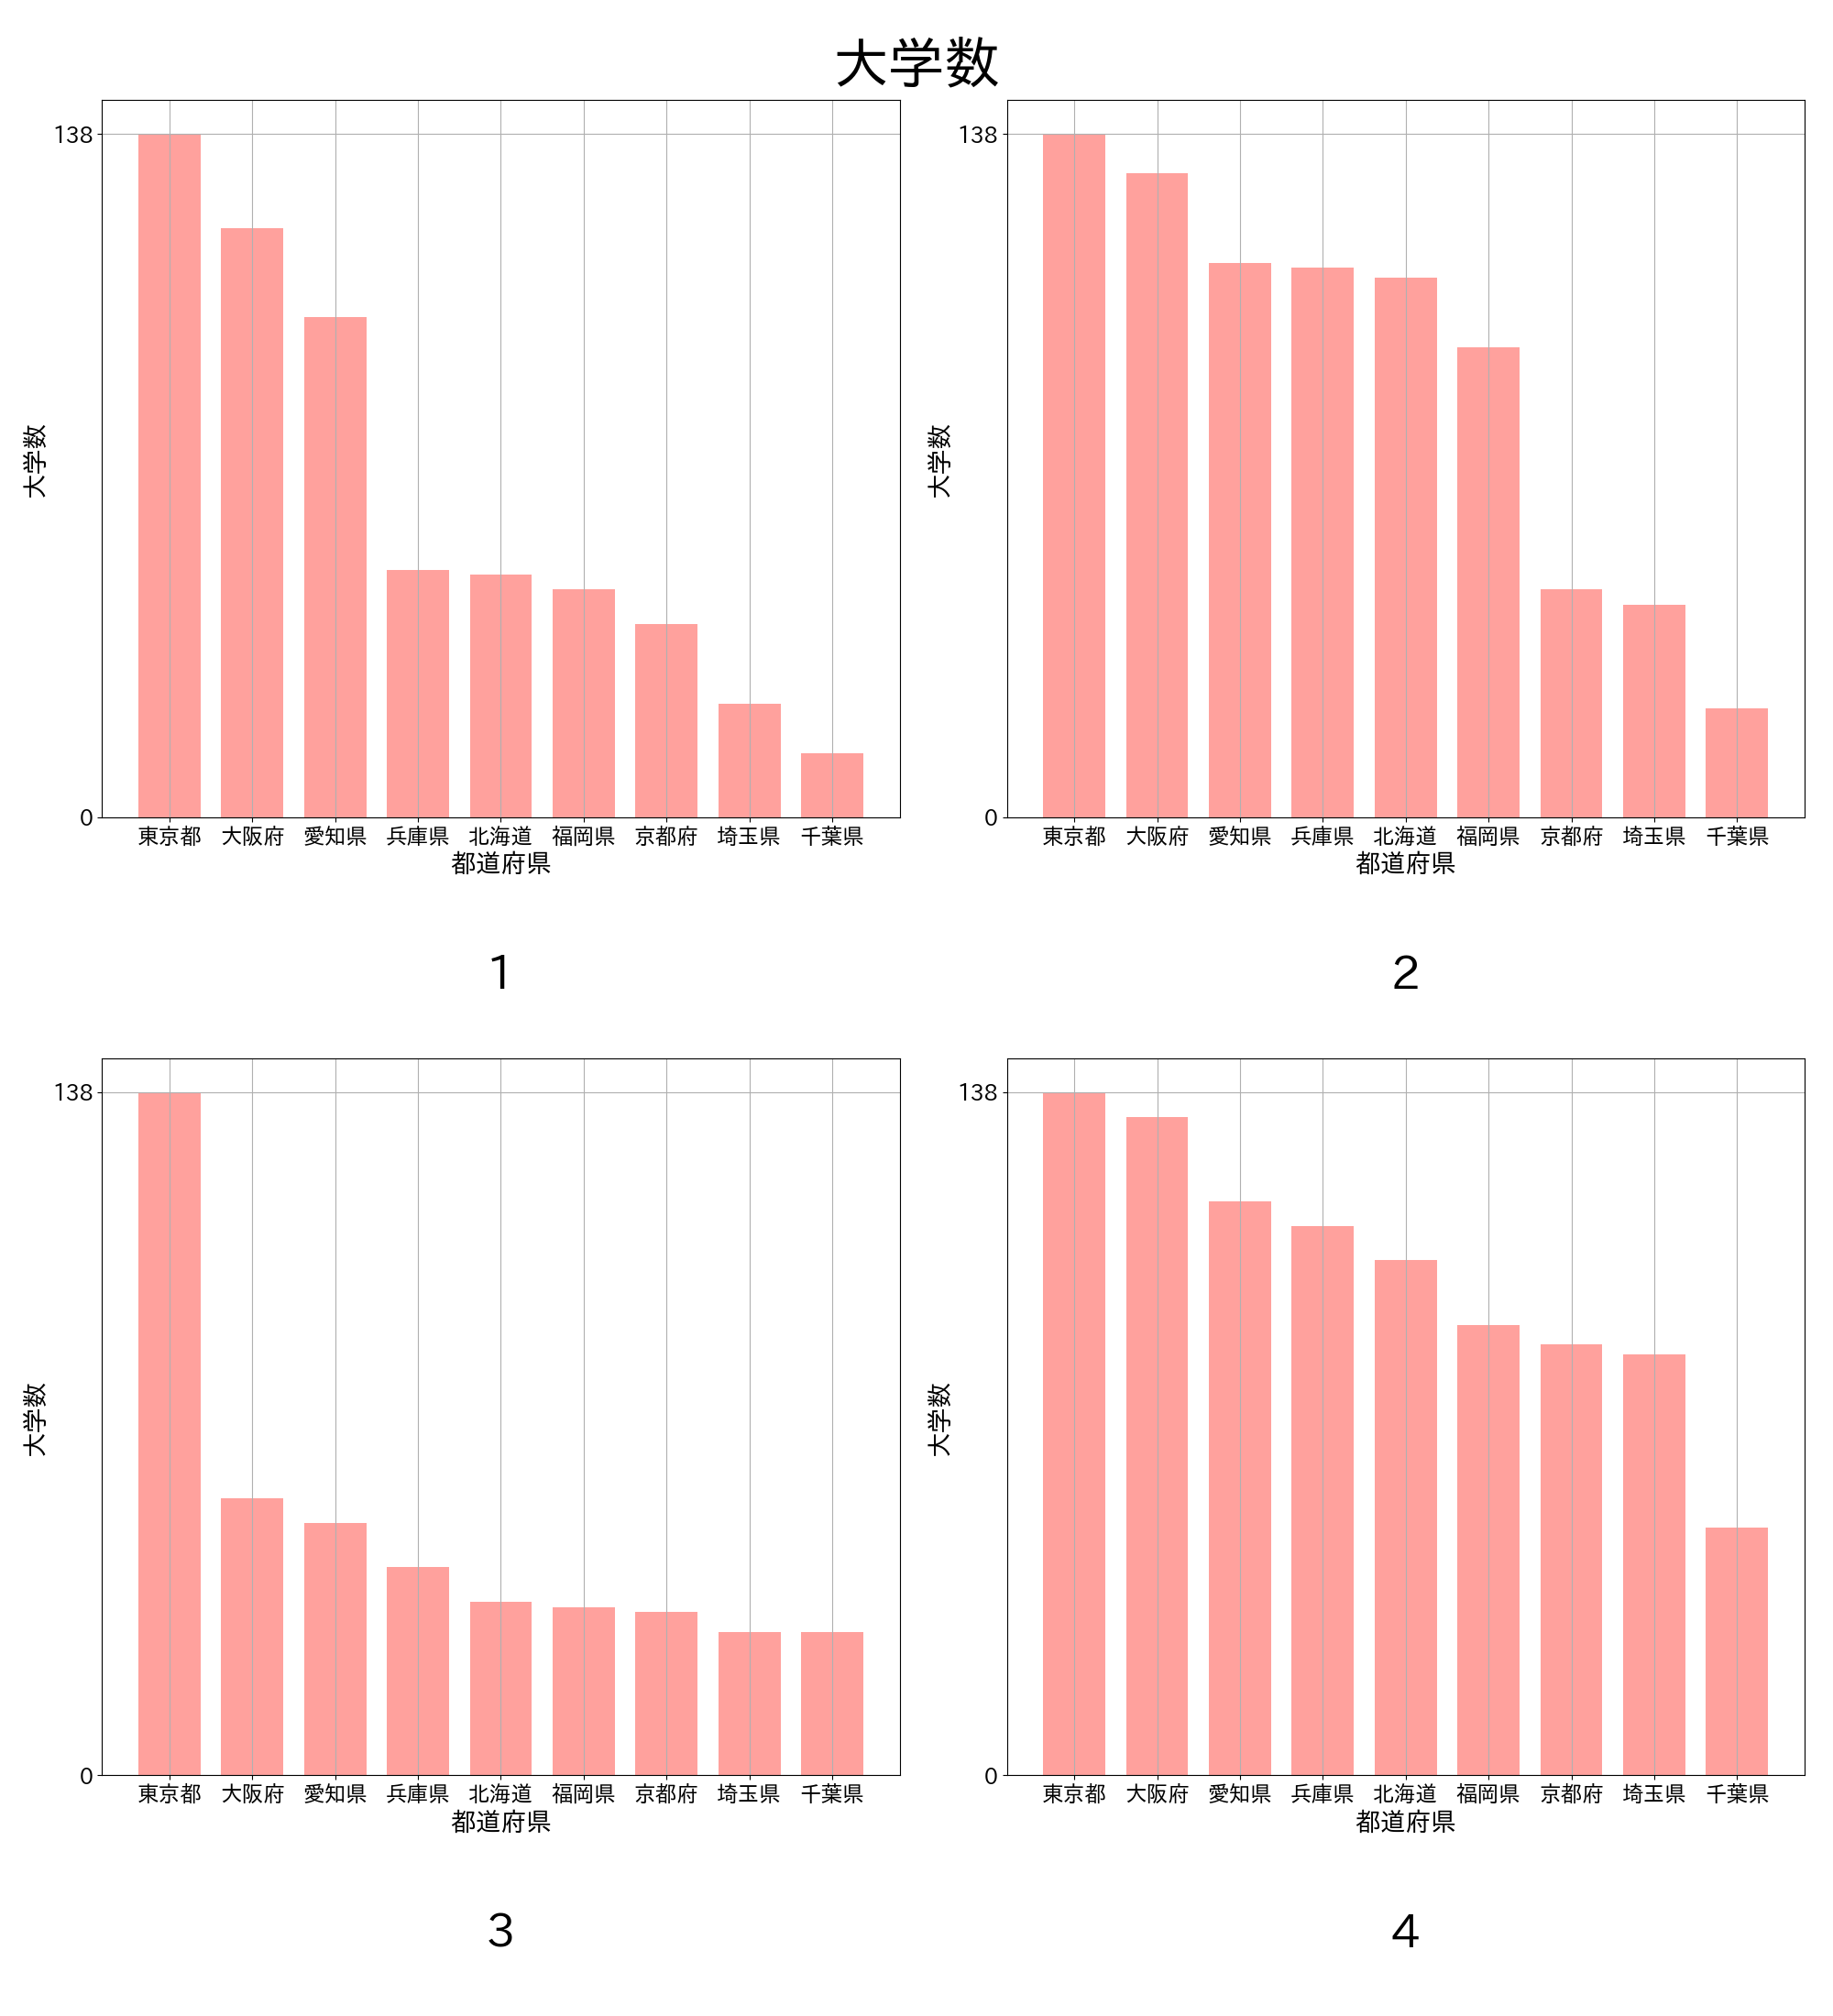 大学数
138
大学数
0
東京都 大阪府 愛知県 兵庫県 北海道 福岡県 京都府 埼玉県 千葉県
都道府県
1
138
大学数
0
東京都 大阪府 愛知県 兵庫県 北海道 福岡県 京都府 埼玉県 千葉県
都道府県
2
138
大学数
0
東京都 大阪府 愛知県 兵庫県 北海道 福岡県 京都府 埼玉県 千葉県
都道府県
3
138
大学数
0
東京都 大阪府 愛知県 兵庫県 北海道 福岡県 京都府 埼玉県 千葉県
都道府県
4